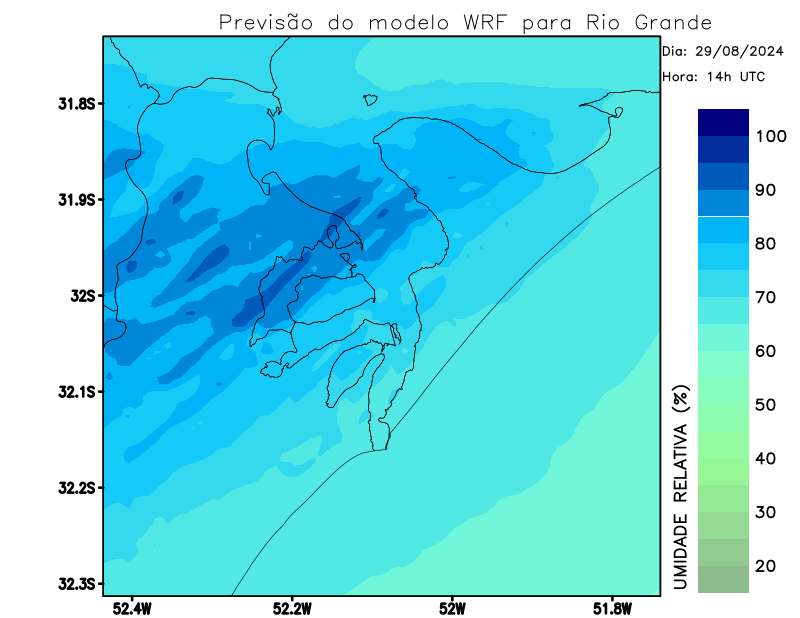 Previsão do modelo WRF para Rio Grande
Dia: 29/08/2024
Hora: 14h UTC
31.8S
31.9S
32S
32.1S
32.2S
32.3S
52.4W
52.2W
52W
51.8W
100
90
80
70
60
50
40
30
20
UMIDADE RELATIVA (%)